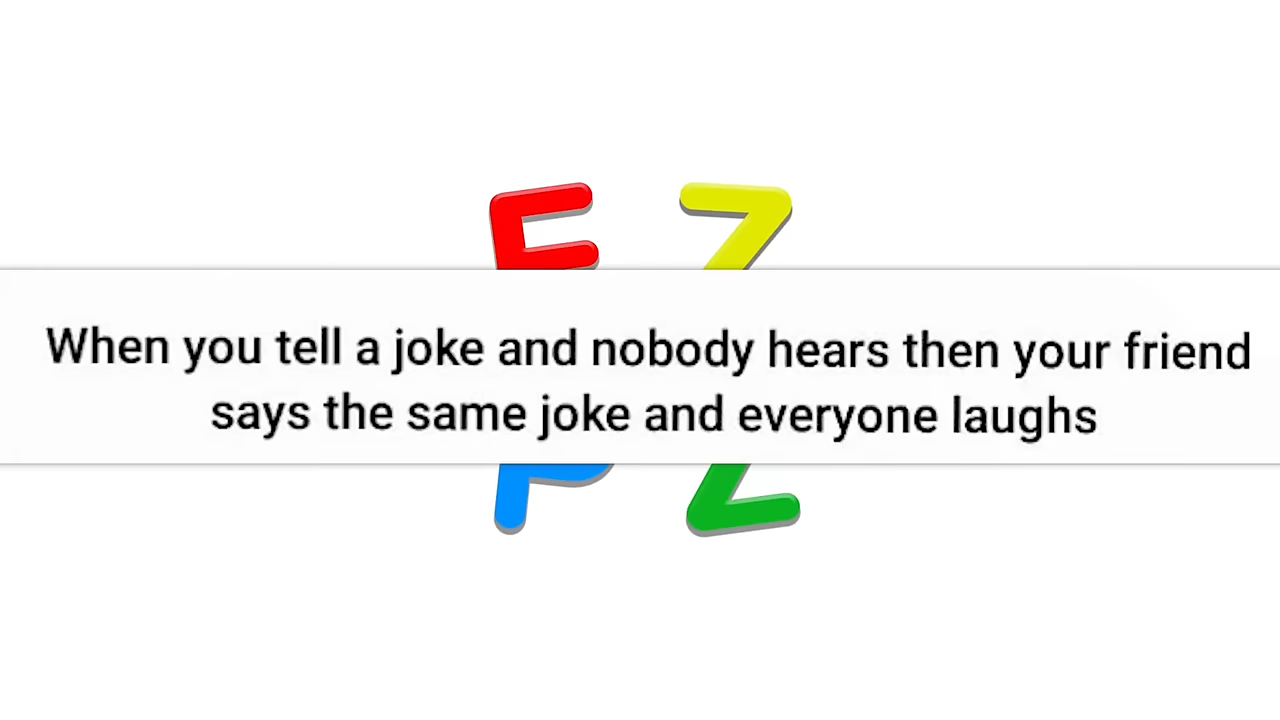 When you tell a joke and nobody hears then your friend
says the same joke and everyone laughs